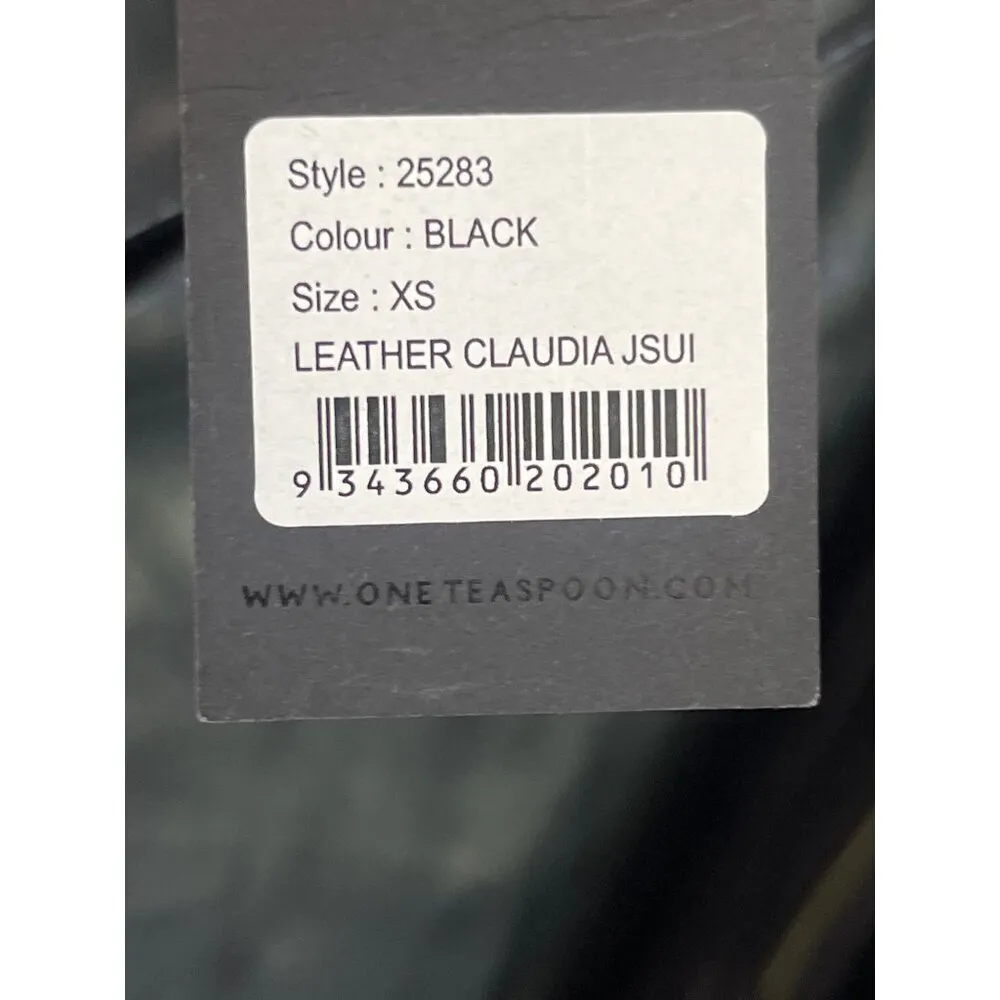 Style : 25283
Colour : BLACK
Size : XS
LEATHER CLAUDIA JSUI
9 343660 202010
WWW.ONETEASPOON.COM